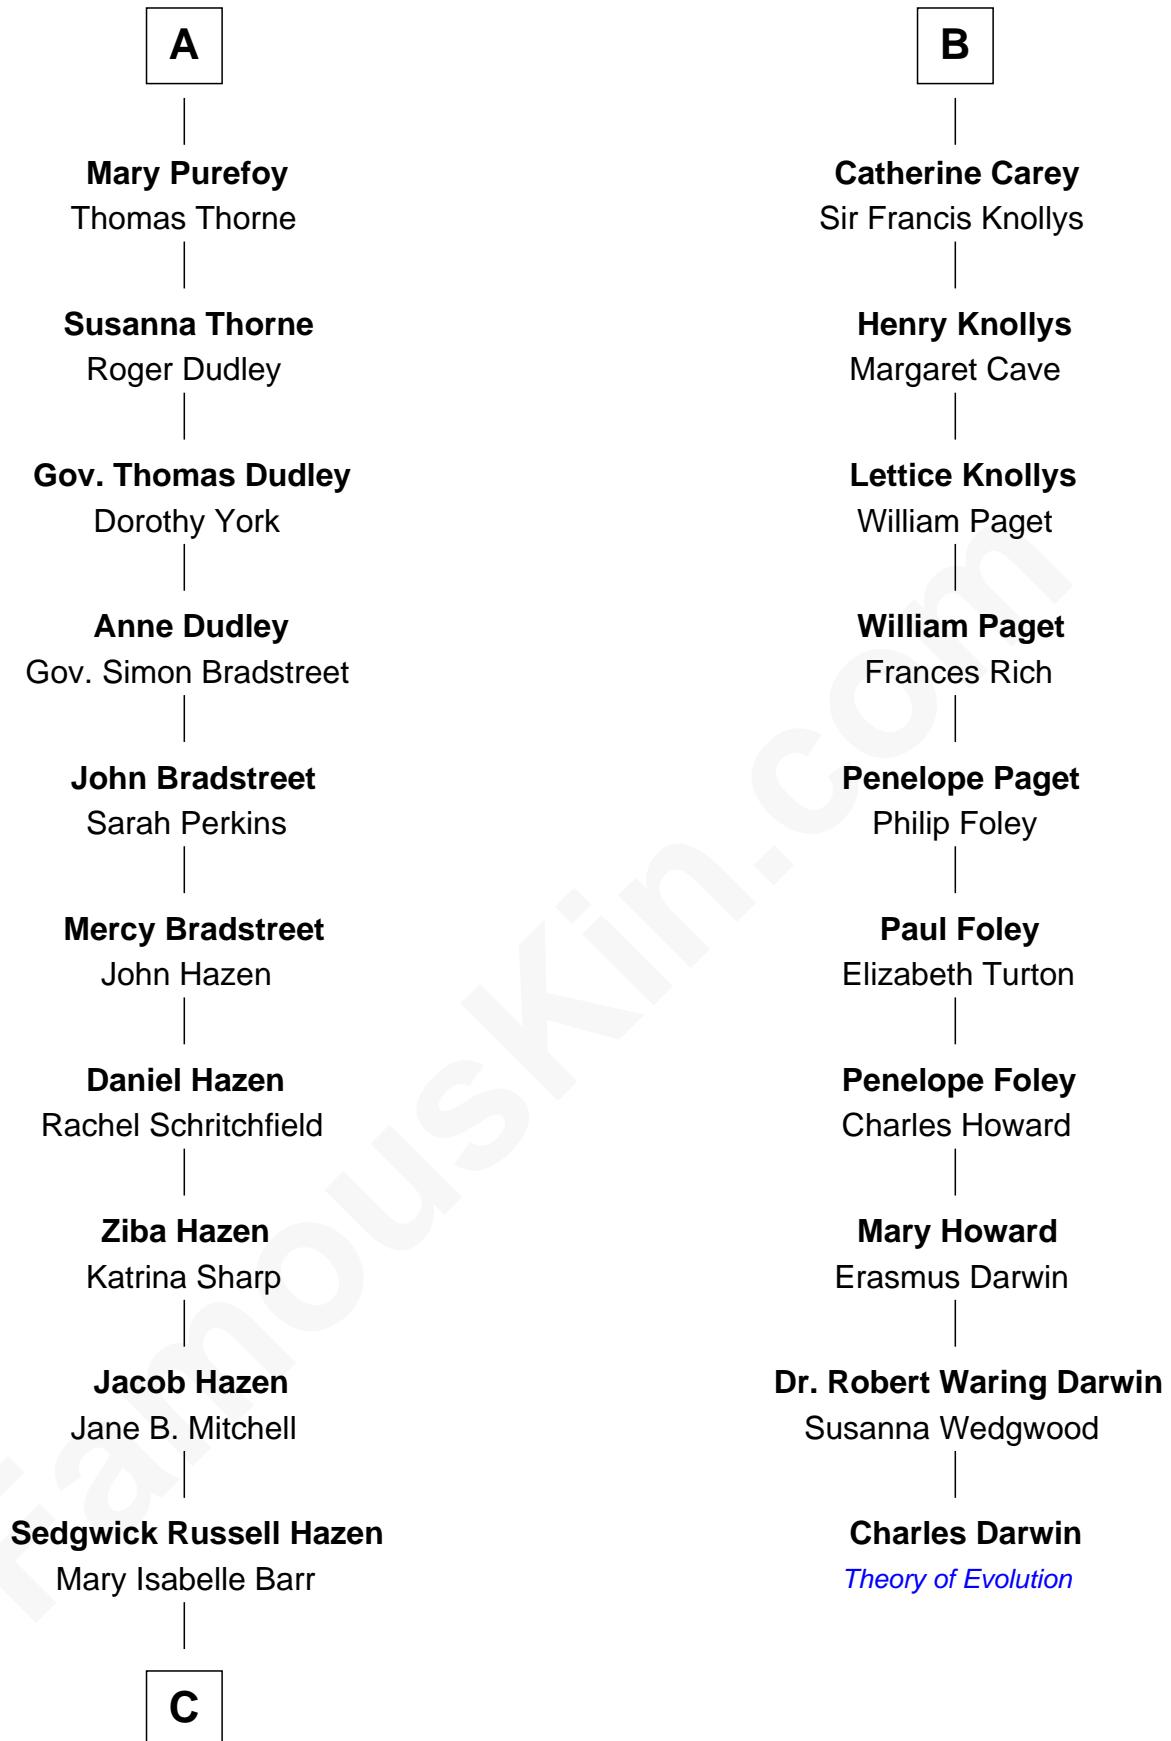 A
Mary Purefoy
Thomas Thorne
Susanna Thorne
Roger Dudley
Gov. Thomas Dudley
Dorothy York
Anne Dudley
Gov. Simon Bradstreet
John Bradstreet
Sarah Perkins
Mercy Bradstreet
John Hazen
Daniel Hazen
Rachel Schritchfield
Ziba Hazen
Katrina Sharp
Jacob Hazen
Jane B. Mitchell
Sedgwick Russell Hazen
Mary Isabelle Barr
C
B
Catherine Carey
Sir Francis Knollys
Henry Knollys
Margaret Cave
Lettice Knollys
William Paget
William Paget
Frances Rich
Penelope Paget
Philip Foley
Paul Foley
Elizabeth Turton
Penelope Foley
Charles Howard
Mary Howard
Erasmus Darwin
Dr. Robert Waring Darwin
Susanna Wedgwood
Charles Darwin
Theory of Evolution
FamousKin.com